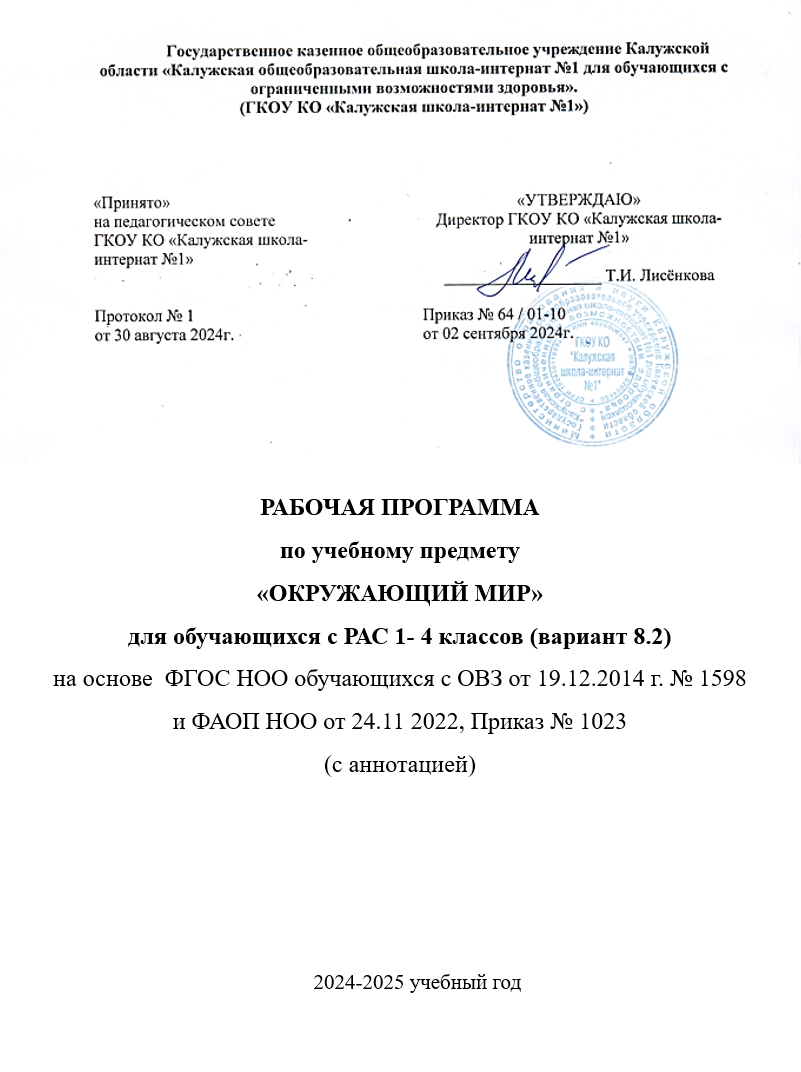 Государственное казенное общеобразовательное учреждение Калужской
области «Калужская общеобразовательная школа-интернат №1 для обучающихся с
ограниченными возможностями здоровья».
(ГКОУ КО «Калужская школа-интернат №1»)
«Принято»
на педагогическом совете
ГКОУ КО «Калужская школа-
интернат №1»
Протокол № 1
от 30 августа 2024г.
«УТВЕРЖДАЮ»
Директор ГКОУ КО «Калужская школа-
интернат №1»
Т.И. Лисёнкова
Приказ № 64 / 01-10
от 02 сентября 2024г.
ГКОУ КО
"Калужская
школа-интернат
№1"
РАБОЧАЯ ПРОГРАММА
по учебному предмету
«ОКРУЖАЮЩИЙ МИР»
для обучающихся с РАС 1- 4 классов (вариант 8.2)
на основе  ФГОС НОО обучающихся с ОВЗ от 19.12.2014 г. № 1598
и ФАОП НОО от 24.11 2022, Приказ № 1023
(с аннотацией)
2024-2025 учебный год